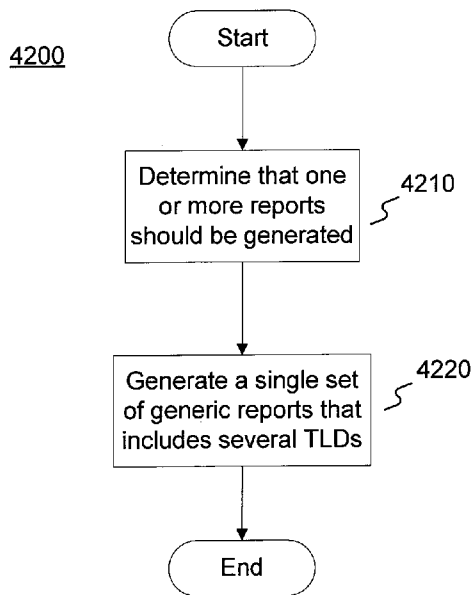 Start
4200
Determine that one
or more reports
should be generated
4210
Generate a single set
of generic reports that
includes several TLDs
4220
End